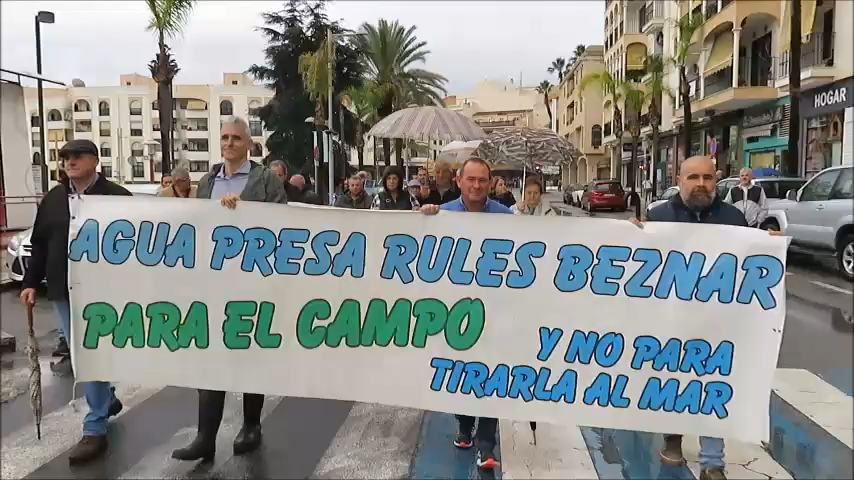 AGUA PRESA RULES BEZNAR
PARA EL CAMPO
Y NO PARA
TIRARLA AL MAR
HOGAR